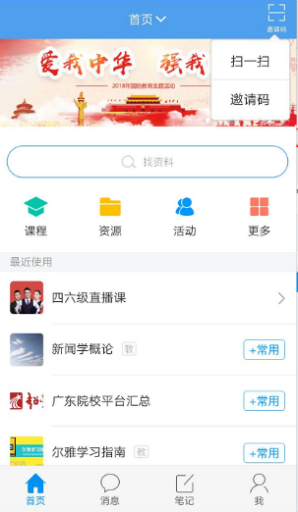 首页
邀请码
扫一扫
邀请码
爱我中华 强我
2018年国防教育主题活动
找资料
课程
资源
活动
更多
最近使用
四六级直播课
新闻学概论 教
+常用
广东院校平台汇总
+常用
尔雅学习指南 教
+常用
首页
消息
笔记
我